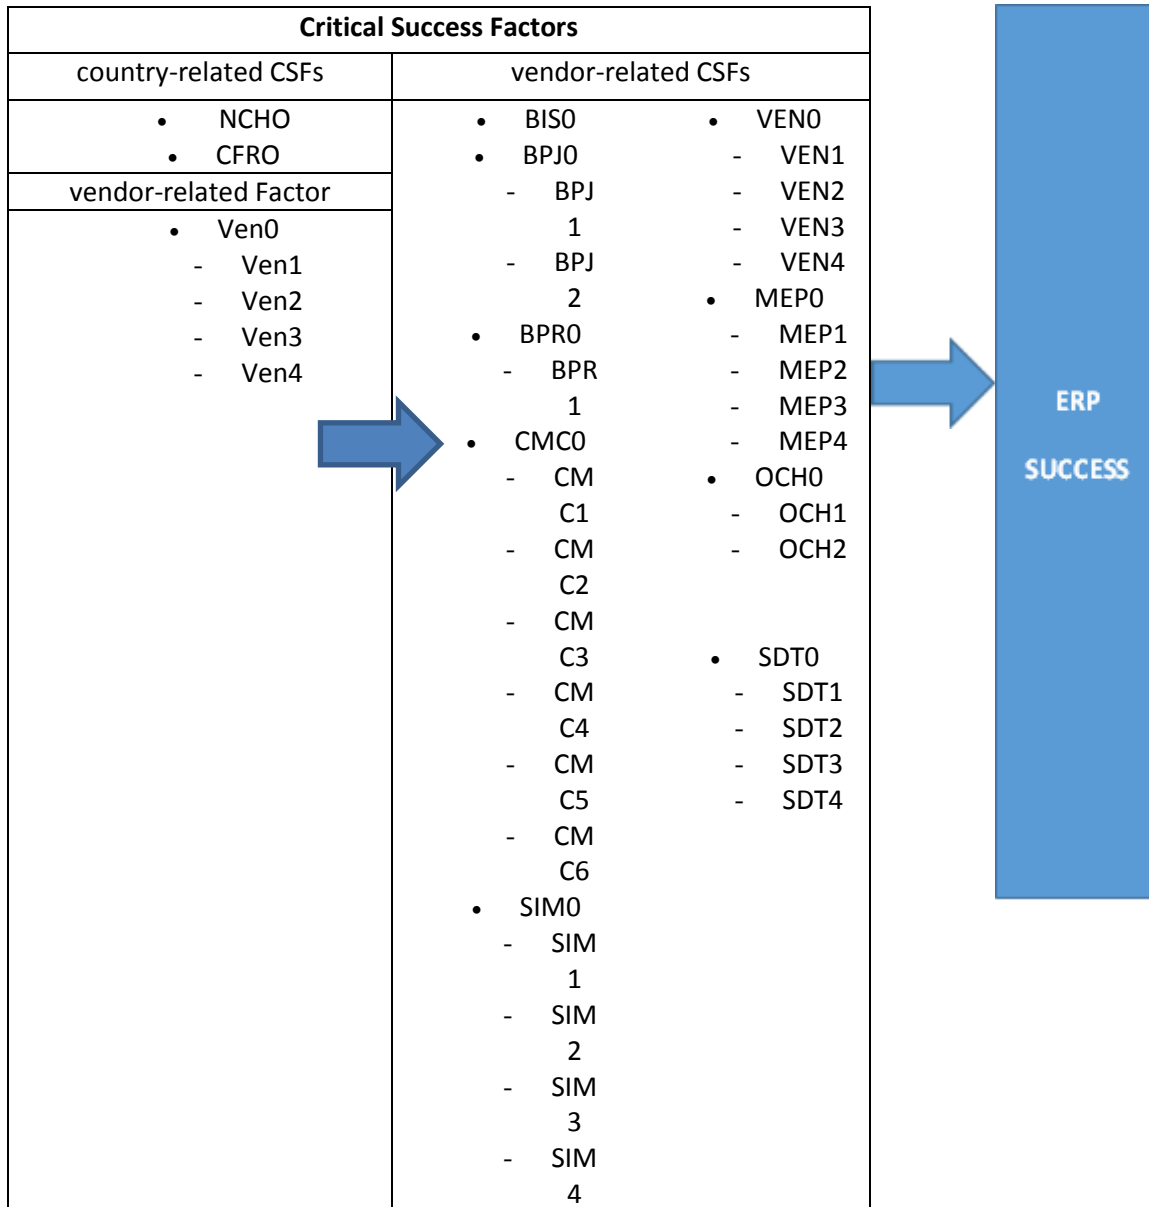 Critical Success Factors
country-related CSFs
• NCHO
• CFRO
vendor-related Factor
• Ven0
- Ven1
- Ven2
- Ven3
- Ven4
vendor-related CSFs
• BIS0
• BPJ0
- BPJ
1
- BPJ
2
• BPR0
- BPR
1
• CMC0
- CM
C1
- CM
C2
- CM
C3
- CM
C4
- CM
C5
- CM
C6
• SIM0
- SIM
1
- SIM
2
- SIM
3
- SIM
4
• VEN0
- VEN1
- VEN2
- VEN3
- VEN4
• MEP0
- MEP1
- MEP2
- MEP3
- MEP4
• OCH0
- OCH1
- OCH2
• SDT0
- SDT1
- SDT2
- SDT3
- SDT4
ERP
SUCCESS